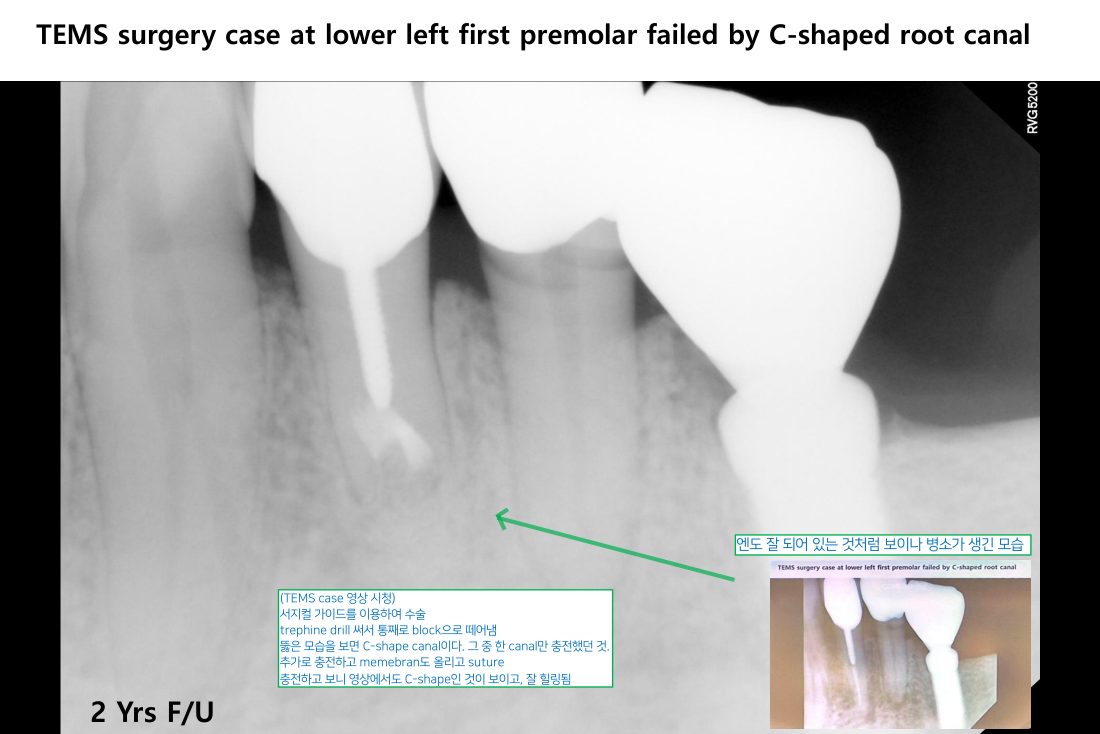 TEMS surgery case at lower left first premolar failed by C-shaped root canal
RVG5200
엔도 잘 되어 있는 것처럼 보이나 병소가 생긴 모습
TEMS surgery case at lower left first premolar failed by C-shaped root canal
(TEMS case 영상 시청)
서지컬 가이드를 이용하여 수술
trephine drill 써서 통째로 block으로 떼어냄
뚫은 모습을 보면 C-shape canal이다. 그 중 한 canal만 충전했던 것.
추가로 충전하고 memebran도 올리고 suture
충전하고 보니 영상에서도 C-shape인 것이 보이고, 잘 힐링됨
2 Yrs F/U